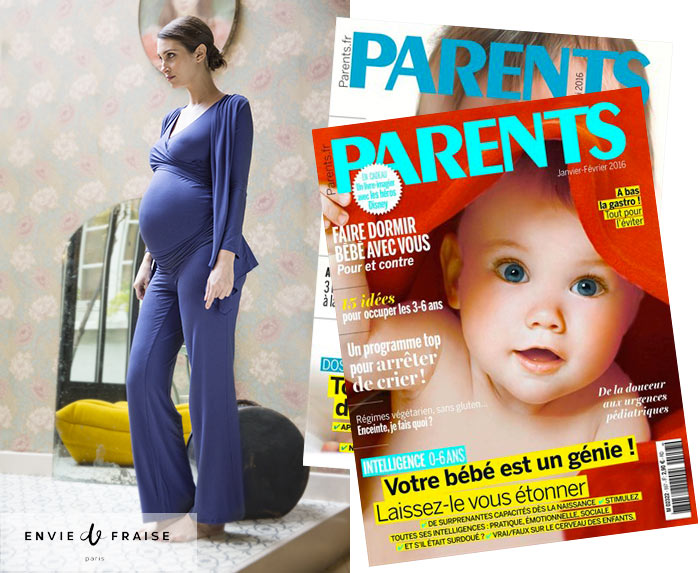 Parents.fr
PARENTS
2016
Parents.fr
PARENTS
Janvier-Février 2016
EN CADEAU
Un livre-imagier
avec les héros
Disney
A bas
la gastro !
Tout pour
l'éviter
FAIRE DORMIR
BÉBÉ AVEC VOUS
Pour et contre
15 idées
pour occuper les 3-6 ans
Un programme top
pour arrêter
de crier !
De la douceur
aux urgences
pédiatriques
Régimes végétarien, sans gluten...
Enceinte, je fais quoi ?
DOS
INTELLIGENCE 0-6 ANS
Votre bébé est un génie !
Laissez-le vous étonner
✓ DE SURPRENANTES CAPACITÉS DÈS LA NAISSANCE ✓ STIMULEZ
TOUTES SES INTELLIGENCES : PRATIQUE, ÉMOTIONNELLE, SOCIALE
✓ ET S'IL ÉTAIT SURDOUÉ ? ✓ VRAI/FAUX SUR LE CERVEAU DES ENFANTS.
ENVIE DE FRAISE
paris